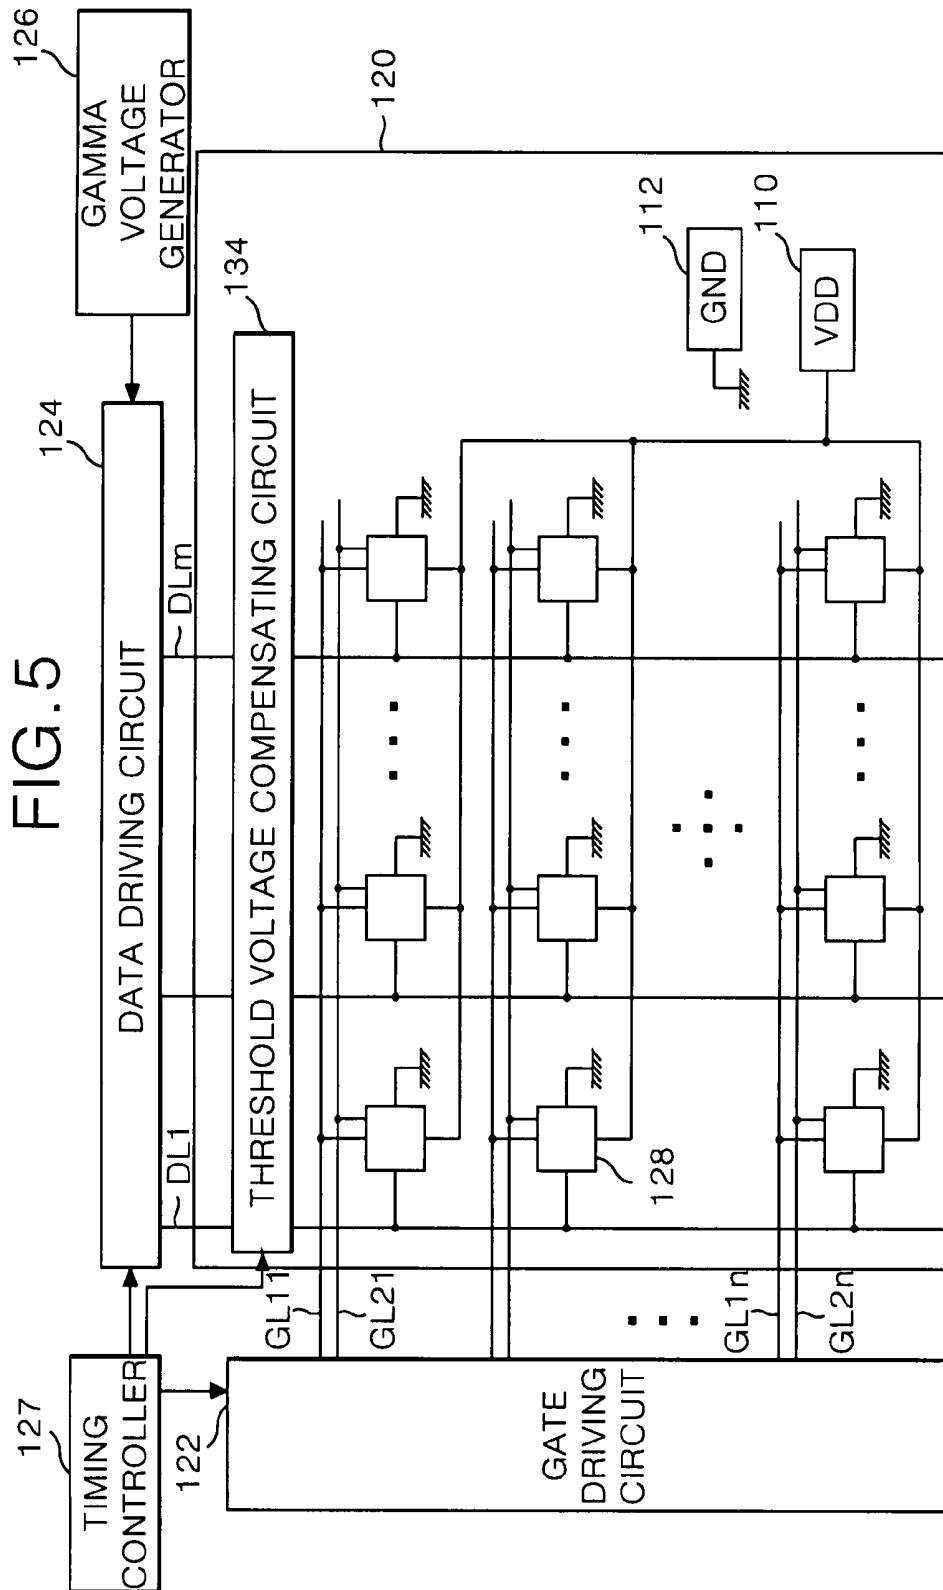 FIG.5
126
GAMMA
VOLTAGE
GENERATOR
124
DATA DRIVING CIRCUIT
127
TIMING
CONTROLLER
DL1
DLm
120
134
THRESHOLD VOLTAGE COMPENSATING CIRCUIT
122
GATE
DRIVING
CIRCUIT
GL11
GL21
128
GL1n
GL2n
112
GND
110
VDD